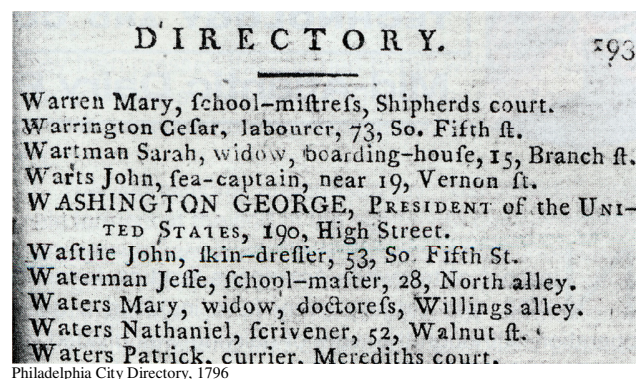 DIRECTORY. 193
Warren Mary, ſchool-miſtreſs, Shipherds court.
Warrington Ceſar, labourer, 73, So. Fifth ſt.
Wartman Sarah, widow, boarding-houſe, 15, Branch ſt.
Warts John, ſea-captain, near 19, Vernon ſt.
WASHINGTON GEORGE, PRESIDENT of the UNI-
TED STATES, 190, High Street.
Waſtlie John, ſkin-dreſſer, 53, So. Fifth St.
Waterman Jeſſe, ſchool-maſter, 28, North alley.
Waters Mary, widow, doctoreſs, Willings alley.
Waters Nathaniel, ſcrivener, 52, Walnut ſt.
Waters Patrick, currier, Merediths court.
Philadelphia City Directory, 1796